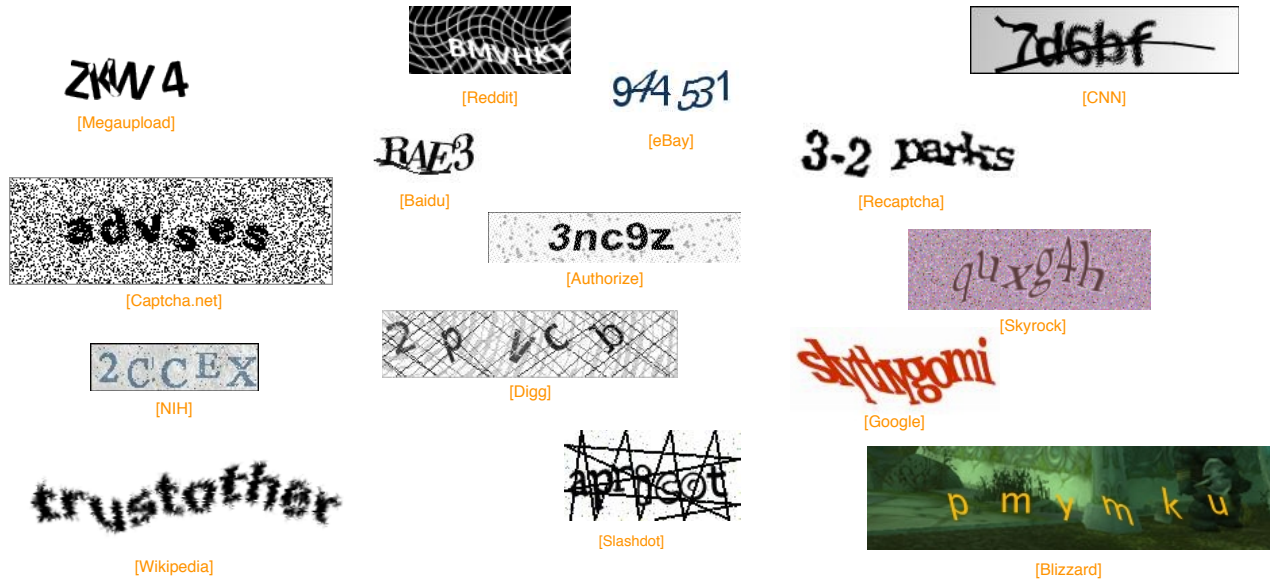 ZKW 4
[Megaupload]
BMVHKY
[Reddit]
944 531
[eBay]
7d6bf
[CNN]
RAE3
[Baidu]
3-2 parks
[Recaptcha]
advses
[Captcha.net]
3nc9z
[Authorize]
quxg4h
[Skyrock]
2 C C E X
[NIH]
[Digg]
slythygomi
[Google]
trustother
[Wikipedia]
apricot
[Slashdot]
p m y m k u
[Blizzard]